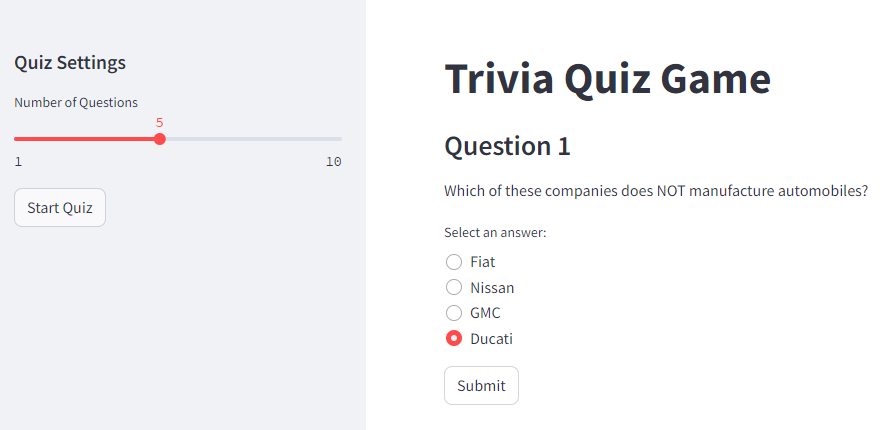 Quiz Settings
Number of Questions
5
1 10
Start Quiz
Trivia Quiz Game
Question 1
Which of these companies does NOT manufacture automobiles?
Select an answer:
Fiat
Nissan
GMC
Ducati
Submit